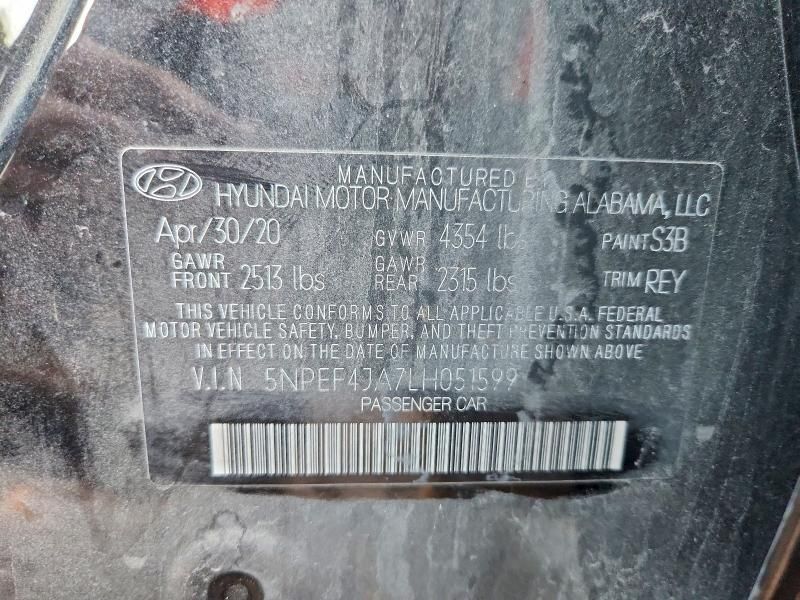 MANUFACTURED BY
HYUNDAI MOTOR MANUFACTURING ALABAMA, LLC
Apr/30/20 GVWR 4354 lbs PAINT S3B
GAWR FRONT 2513 lbs GAWR REAR 2315 lbs TRIM REY
THIS VEHICLE CONFORMS TO ALL APPLICABLE U.S.A. FEDERAL
MOTOR VEHICLE SAFETY, BUMPER, AND THEFT PREVENTION STANDARDS
IN EFFECT ON THE DATE OF MANUFACTURE SHOWN ABOVE
V.I.N 5NPEF4JA7LH051599
PASSENGER CAR